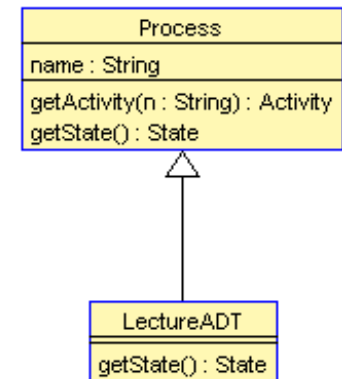 Process
name : String
getActivity(n : String) : Activity
getState() : State
LectureADT
getState() : State